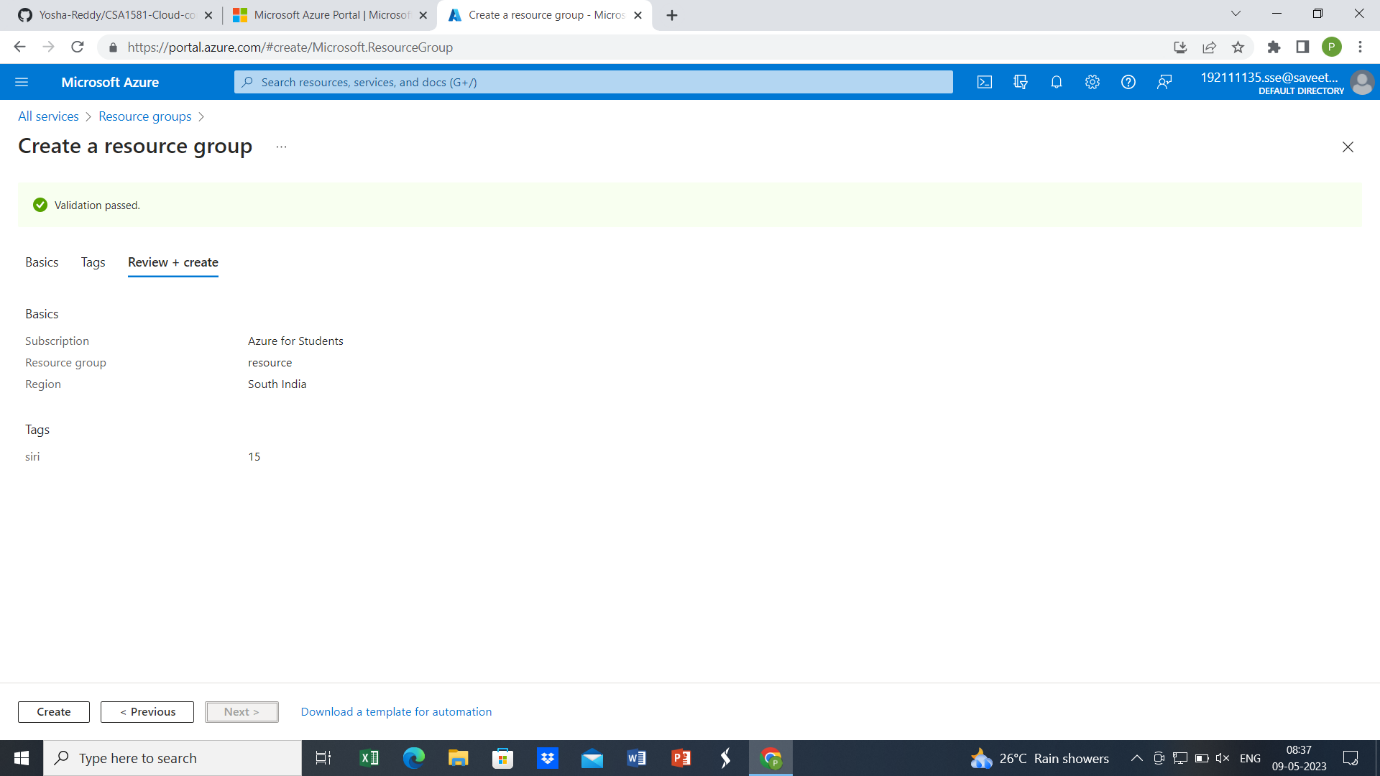 Yosha-Reddy/CSA1581-Cloud-co
Microsoft Azure Portal | Microsof
Create a resource group - Micros
https://portal.azure.com/#create/Microsoft.ResourceGroup
P
Microsoft Azure
Search resources, services, and docs (G+/)
192111135.sse@saveet...
DEFAULT DIRECTORY
All services > Resource groups >
Create a resource group ...
Validation passed.
Basics Tags Review + create
Basics
Subscription Azure for Students
Resource group resource
Region South India
Tags
siri 15
Create < Previous Next > Download a template for automation
Type here to search
26°C Rain showers
ENG
08:37
09-05-2023